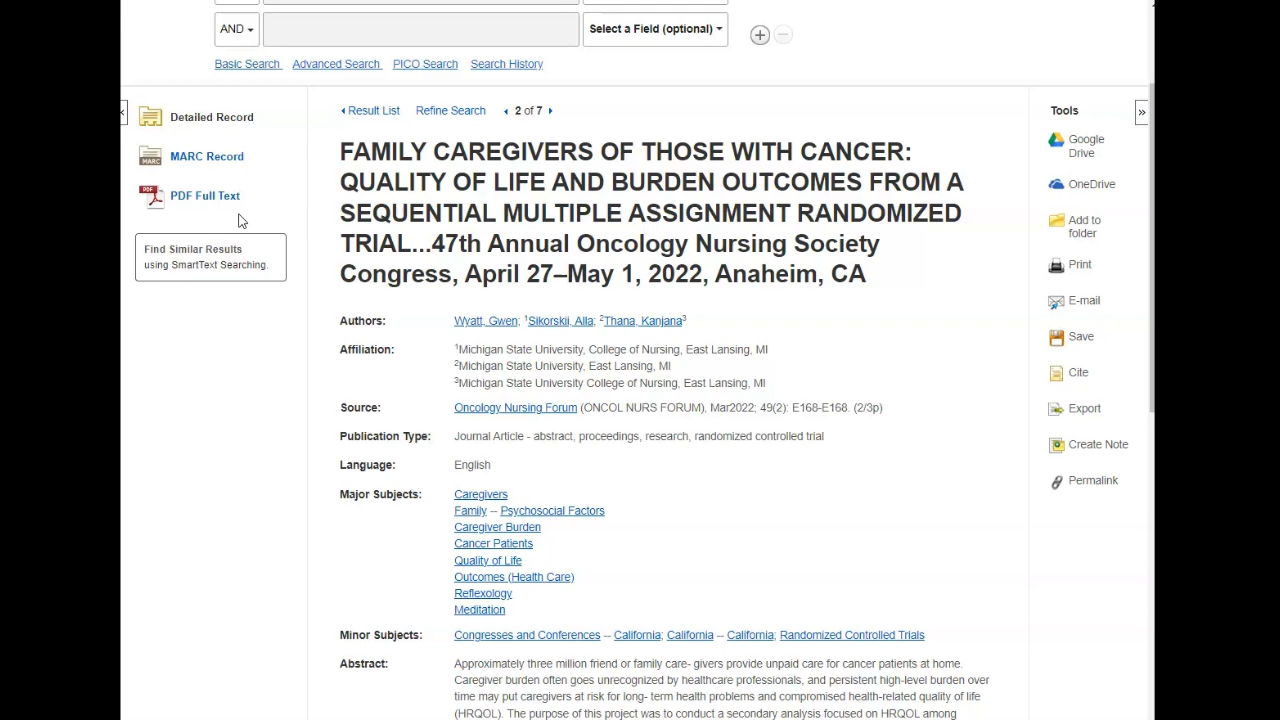 AND
Select a Field (optional)
Basic Search Advanced Search PICO Search Search History
Detailed Record
MARC Record
PDF Full Text
Find Similar Results
using SmartText Searching.
Result List Refine Search 2 of 7
FAMILY CAREGIVERS OF THOSE WITH CANCER:
QUALITY OF LIFE AND BURDEN OUTCOMES FROM A
SEQUENTIAL MULTIPLE ASSIGNMENT RANDOMIZED
TRIAL...47th Annual Oncology Nursing Society
Congress, April 27–May 1, 2022, Anaheim, CA
Authors: Wyatt, Gwen; 1Sikorskii, Alla; 2Thana, Kanjana3
Affiliation: 1Michigan State University, College of Nursing, East Lansing, MI
2Michigan State University, East Lansing, MI
3Michigan State University College of Nursing, East Lansing, MI
Source: Oncology Nursing Forum (ONCOL NURS FORUM), Mar2022; 49(2): E168-E168. (2/3p)
Publication Type: Journal Article - abstract, proceedings, research, randomized controlled trial
Language: English
Major Subjects: Caregivers
Family -- Psychosocial Factors
Caregiver Burden
Cancer Patients
Quality of Life
Outcomes (Health Care)
Reflexology
Meditation
Minor Subjects: Congresses and Conferences -- California; California -- California; Randomized Controlled Trials
Abstract: Approximately three million friend or family care- givers provide unpaid care for cancer patients at home.
Caregiver burden often goes unrecognized by healthcare professionals, and persistent high-level burden over
time may put caregivers at risk for long- term health problems and compromised health-related quality of life
(HRQOL). The purpose of this project was to conduct a secondary analysis focused on HRQOL among
Tools
»
Google
Drive
OneDrive
Add to
folder
Print
E-mail
Save
Cite
Export
Create Note
Permalink